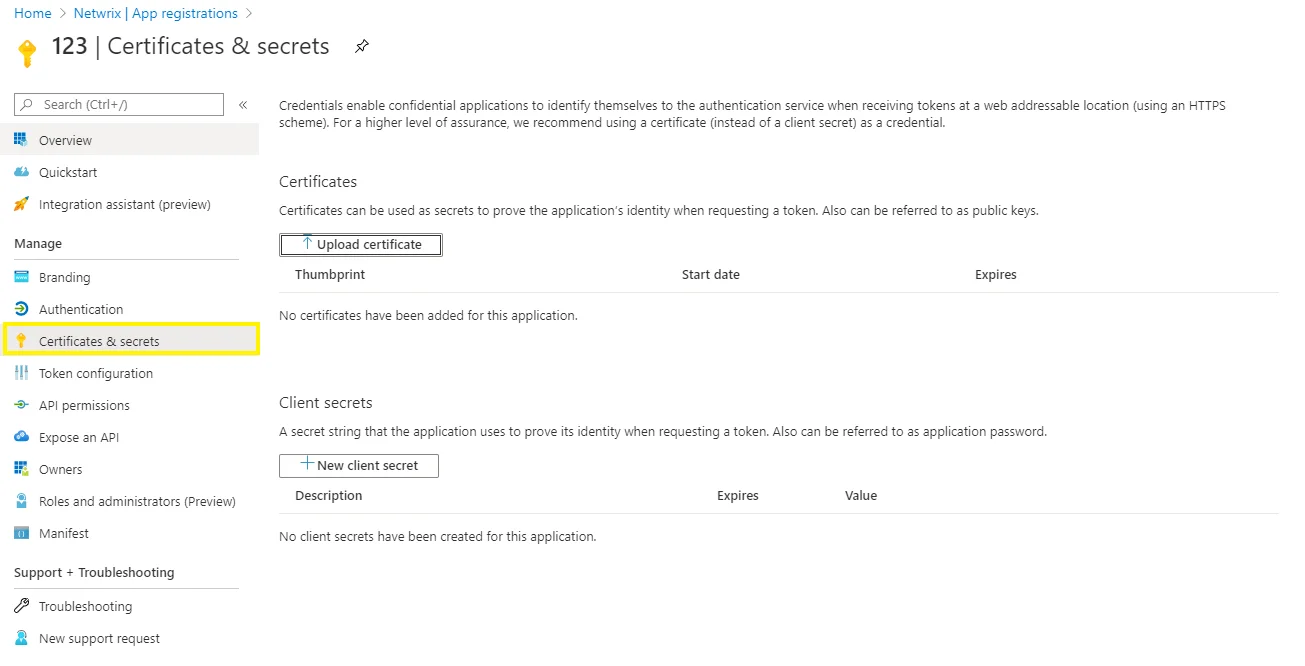 Home > Netwrix | App registrations >
123 | Certificates & secrets
Search (Ctrl+/)
«
Overview
Quickstart
Integration assistant (preview)
Manage
Branding
Authentication
Certificates & secrets
Token configuration
API permissions
Expose an API
Owners
Roles and administrators (Preview)
Manifest
Support + Troubleshooting
Troubleshooting
New support request
Credentials enable confidential applications to identify themselves to the authentication service when receiving tokens at a web addressable location (using an HTTPS
scheme). For a higher level of assurance, we recommend using a certificate (instead of a client secret) as a credential.
Certificates
Certificates can be used as secrets to prove the application's identity when requesting a token. Also can be referred to as public keys.
Upload certificate
Thumbprint Start date Expires
No certificates have been added for this application.
Client secrets
A secret string that the application uses to prove its identity when requesting a token. Also can be referred to as application password.
New client secret
Description Expires Value
No client secrets have been created for this application.